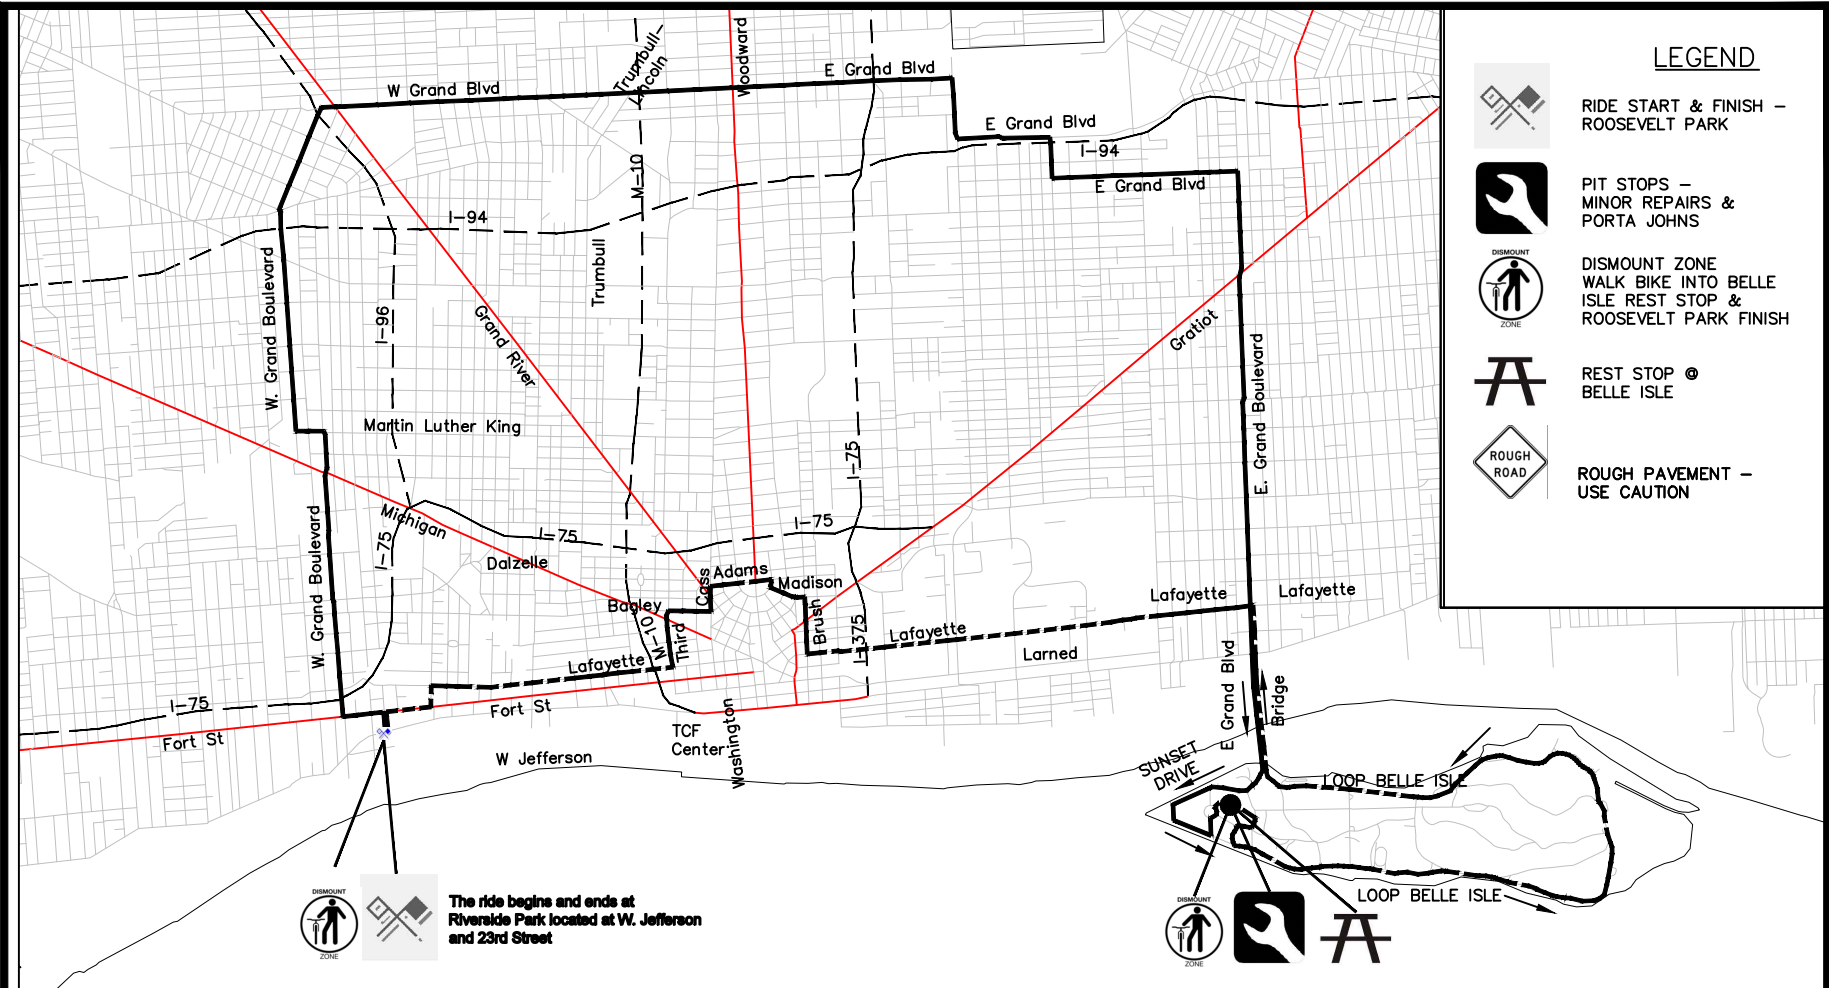 W Grand Blvd
Trumbull-
Lincoln
Woodward
E Grand Blvd
E Grand Blvd
I-94
E Grand Blvd
M-10
I-94
Trumbull
W. Grand Boulevard
I-96
Grand River
Gratiot
E. Grand Boulevard
Martin Luther King
I-75
Michigan
I-75
I-75
I-75
Dalzelle
W. Grand Boulevard
Cass
Adams
Madison
Bagley
Brush
Third
M-10
I-375
Lafayette
Lafayette
Lafayette
Lafayette
Larned
E Grand Blvd
Bridge
I-75
Fort St
Fort St
TCF
Center
Washington
W Jefferson
SUNSET
DRIVE
LOOP BELLE ISLE
LOOP BELLE ISLE
DISMOUNT
ZONE
The ride begins and ends at
Riverside Park located at W. Jefferson
and 23rd Street
DISMOUNT
ZONE
LEGEND
RIDE START & FINISH -
ROOSEVELT PARK
PIT STOPS -
MINOR REPAIRS &
PORTA JOHNS
DISMOUNT
ZONE
DISMOUNT ZONE
WALK BIKE INTO BELLE
ISLE REST STOP &
ROOSEVELT PARK FINISH
REST STOP @
BELLE ISLE
ROUGH
ROAD
ROUGH PAVEMENT -
USE CAUTION